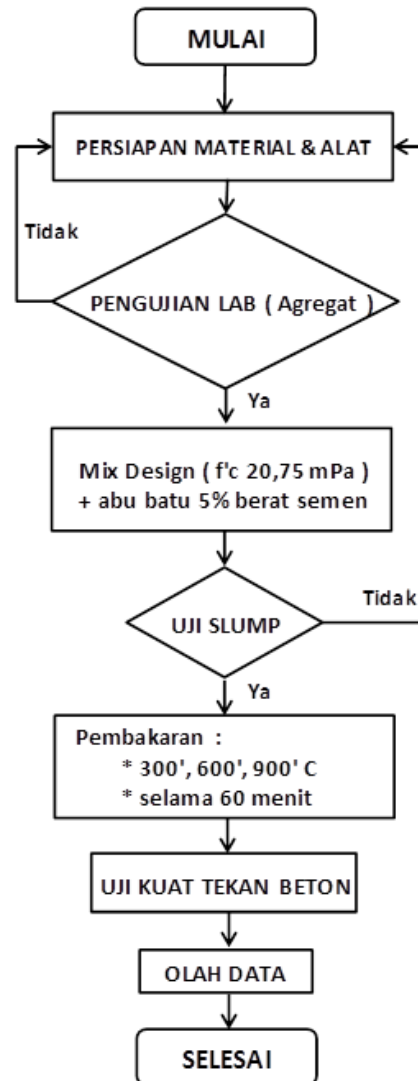 MULAI
PERSIAPAN MATERIAL & ALAT
Tidak
PENGUJIAN LAB ( Agregat )
Ya
Mix Design ( f'c 20,75 mPa )
+ abu batu 5% berat semen
Tidak
UJI SLUMP
Ya
Pembakaran :
* 300', 600', 900' C
* selama 60 menit
UJI KUAT TEKAN BETON
OLAH DATA
SELESAI